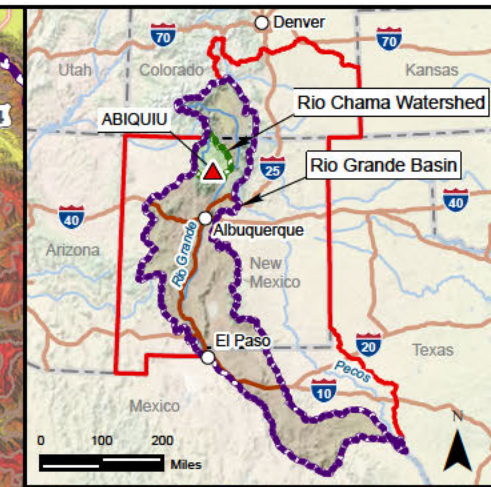 Denver
70
70
Utah
Colorado
Kansas
Rio Chama Watershed
ABIQUIU
25
Rio Grande Basin
40
40
Albuquerque
Arizona
Rio Grande
New
Mexico
El Paso
20
Texas
Pecos
10
Mexico
0 100 200
Miles
N